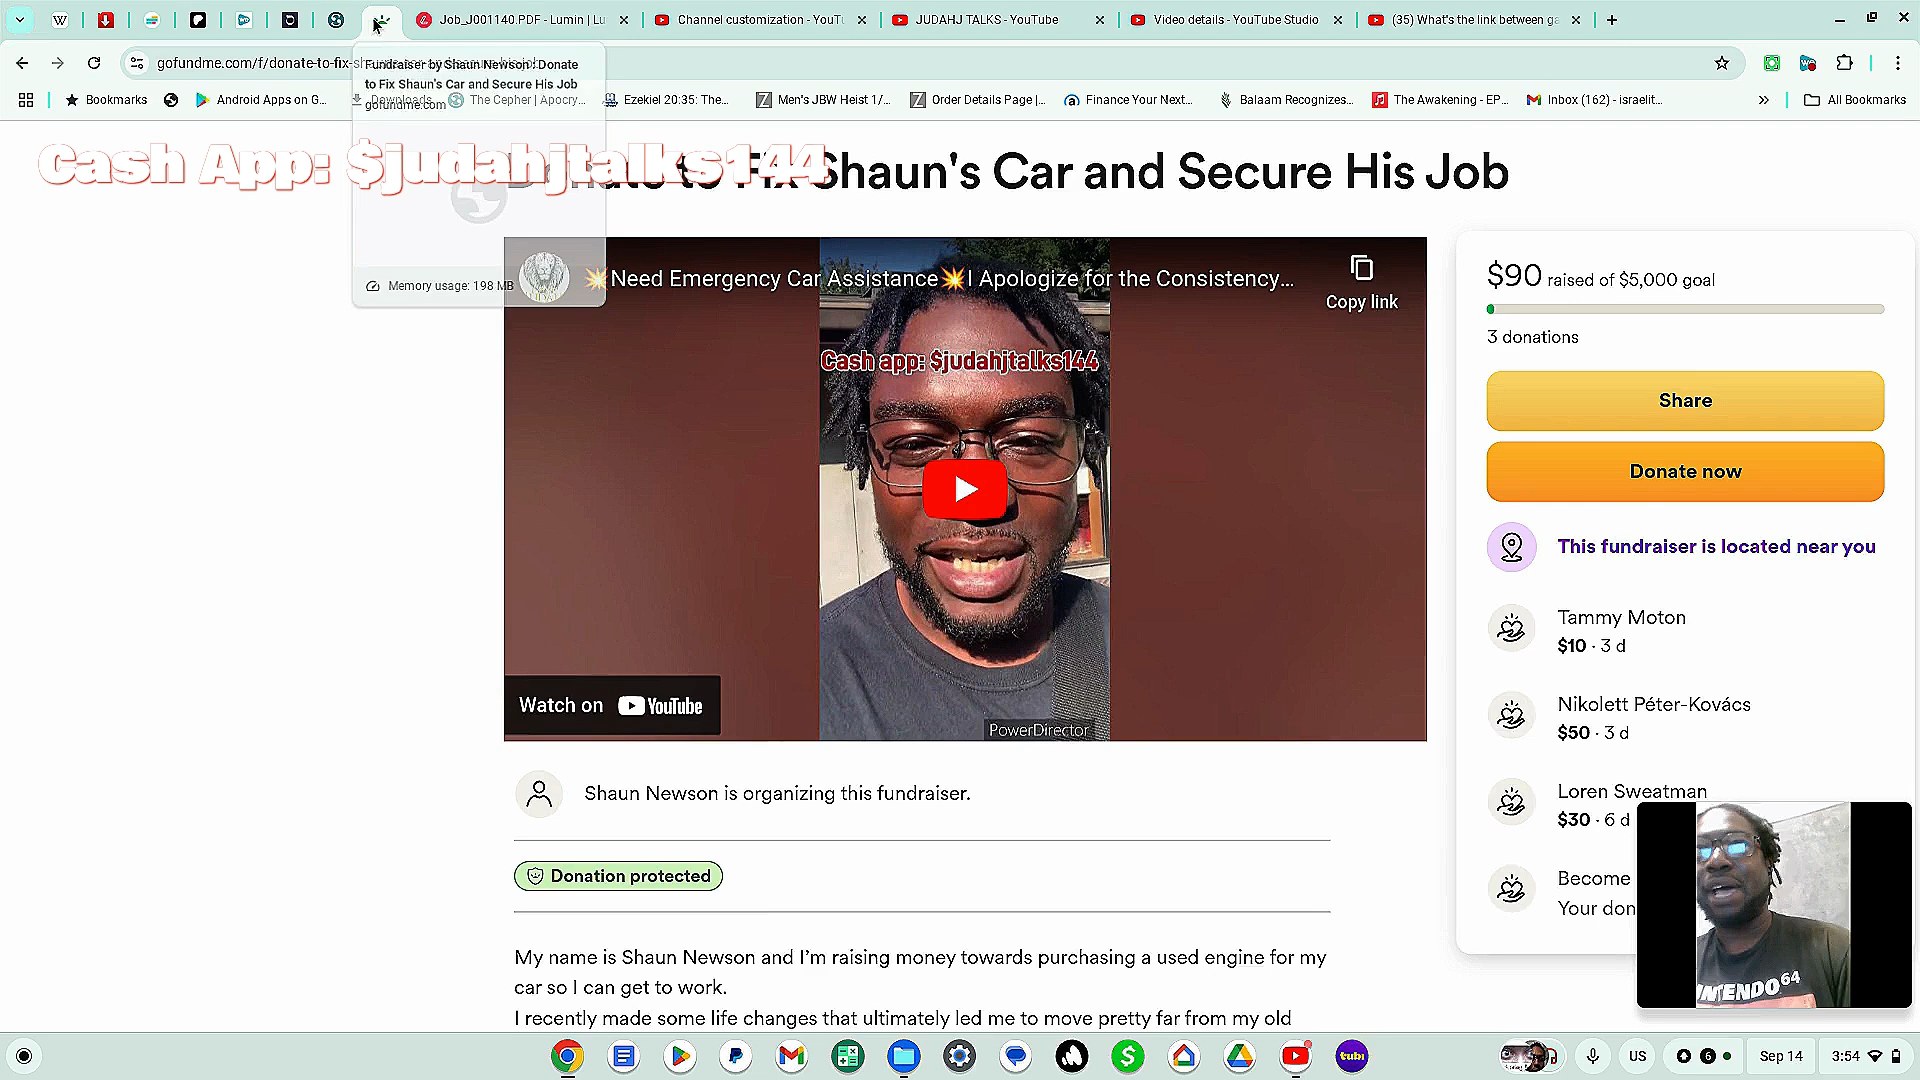 Job_J001140.PDF - Lumin | Lu
Channel customization - YouTu
JUDAHJ TALKS - YouTube
Video details - YouTube Studio
(35) What's the link between ga
gofundme.com/f/donate-to-fix-s
Fundraiser by Shaun Newson : Donate
to Fix Shaun's Car and Secure His Job
gofundme.com
Bookmarks
Android Apps on G...
Downloads
The Cepher | Apocry...
Ezekiel 20:35: The...
Men's JBW Heist 1/...
Order Details Page |...
Finance Your Next...
Balaam Recognizes...
The Awakening - EP...
Inbox (162) - israelit...
All Bookmarks
Cash App: $judahjtalks144
Donate to Fix Shaun's Car and Secure His Job
Memory usage: 198 MB
💥Need Emergency Car Assistance💥I Apologize for the Consistency...
Copy link
Cash app: $judahjtalks144
Watch on YouTube
PowerDirector
$90 raised of $5,000 goal
3 donations
Share
Donate now
This fundraiser is located near you
Tammy Moton
$10 · 3 d
Nikolett Péter-Kovács
$50 · 3 d
Loren Sweatman
$30 · 6 d
Become
Your don
Shaun Newson is organizing this fundraiser.
Donation protected
My name is Shaun Newson and I'm raising money towards purchasing a used engine for my
car so I can get to work.
I recently made some life changes that ultimately led me to move pretty far from my old
NINTENDO 64
tubi
US
6
Sep 14
3:54